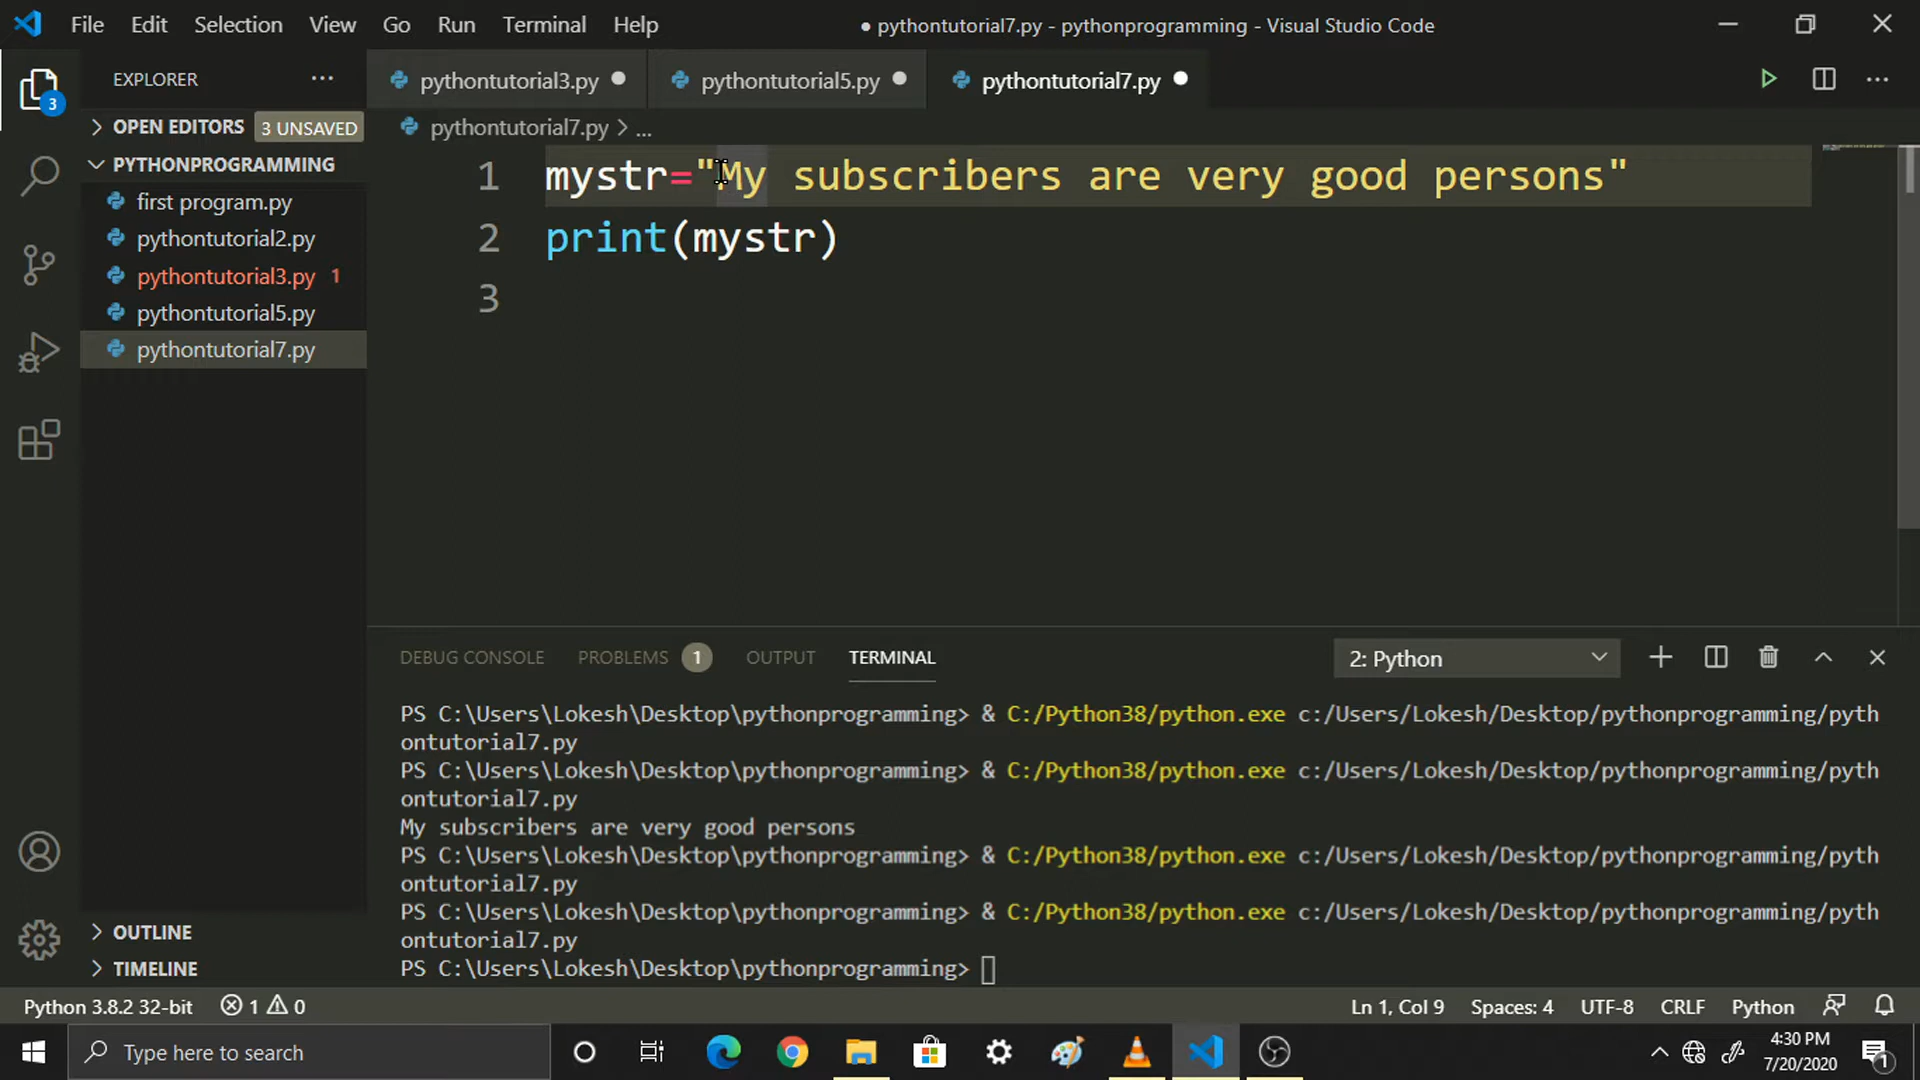 File Edit Selection View Go Run Terminal Help ● pythontutorial7.py - pythonprogramming - Visual Studio Code
EXPLORER ···
pythontutorial3.py pythontutorial5.py pythontutorial7.py
OPEN EDITORS 3 UNSAVED
pythontutorial7.py > ...
3
PYTHONPROGRAMMING
first program.py
pythontutorial2.py
pythontutorial3.py 1
pythontutorial5.py
pythontutorial7.py
OUTLINE
TIMELINE
1 mystr="My subscribers are very good persons"
2 print(mystr)
3
DEBUG CONSOLE PROBLEMS 1 OUTPUT TERMINAL 2: Python
PS C:\Users\Lokesh\Desktop\pythonprogramming> & C:/Python38/python.exe c:/Users/Lokesh/Desktop/pythonprogramming/pyth
ontutorial7.py
PS C:\Users\Lokesh\Desktop\pythonprogramming> & C:/Python38/python.exe c:/Users/Lokesh/Desktop/pythonprogramming/pyth
ontutorial7.py
My subscribers are very good persons
PS C:\Users\Lokesh\Desktop\pythonprogramming> & C:/Python38/python.exe c:/Users/Lokesh/Desktop/pythonprogramming/pyth
ontutorial7.py
PS C:\Users\Lokesh\Desktop\pythonprogramming> & C:/Python38/python.exe c:/Users/Lokesh/Desktop/pythonprogramming/pyth
ontutorial7.py
PS C:\Users\Lokesh\Desktop\pythonprogramming>
Python 3.8.2 32-bit 1 0 Ln 1, Col 9 Spaces: 4 UTF-8 CRLF Python
Type here to search
4:30 PM
7/20/2020
1